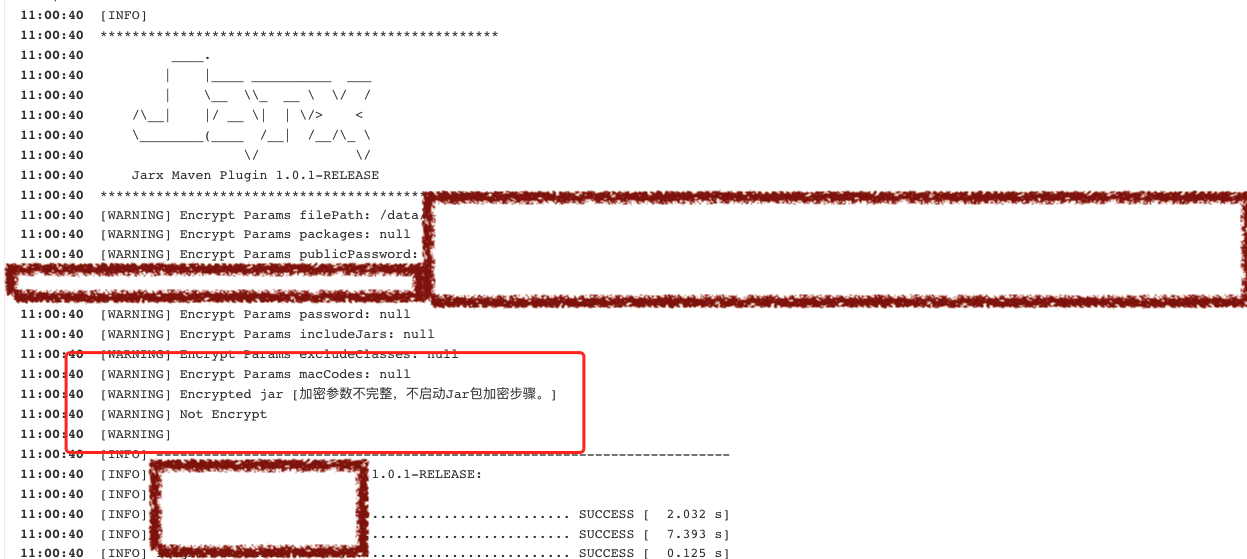 11:00:40 [INFO]
11:00:40 **************************************************
11:00:40 ____.
11:00:40 | |____ __________ ___
11:00:40 | \__ \\_ __ \ \/ /
11:00:40 /\__| |/ __ \| | \/> <
11:00:40 \________(____ /__| /__/\_ \
11:00:40 \/ \/
11:00:40 Jarx Maven Plugin 1.0.1-RELEASE
11:00:40 *****************************************
11:00:40 [WARNING] Encrypt Params filePath: /data/
11:00:40 [WARNING] Encrypt Params packages: null
11:00:40 [WARNING] Encrypt Params publicPassword:
11:00:40 [WARNING] Encrypt Params password: null
11:00:40 [WARNING] Encrypt Params includeJars: null
11:00:40 [WARNING] Encrypt Params excludeClasses: null
11:00:40 [WARNING] Encrypt Params macCodes: null
11:00:40 [WARNING] Encrypted jar [加密参数不完整，不启动Jar包加密步骤。]
11:00:40 [WARNING] Not Encrypt
11:00:40 [WARNING]
11:00:40 [INFO] ------------------------------------------------------------------------
11:00:40 [INFO] 1.0.1-RELEASE:
11:00:40 [INFO]
11:00:40 [INFO] ......................... SUCCESS [ 2.032 s]
11:00:40 [INFO] ......................... SUCCESS [ 7.393 s]
11:00:40 [INFO] ......................... SUCCESS [ 0.125 s]